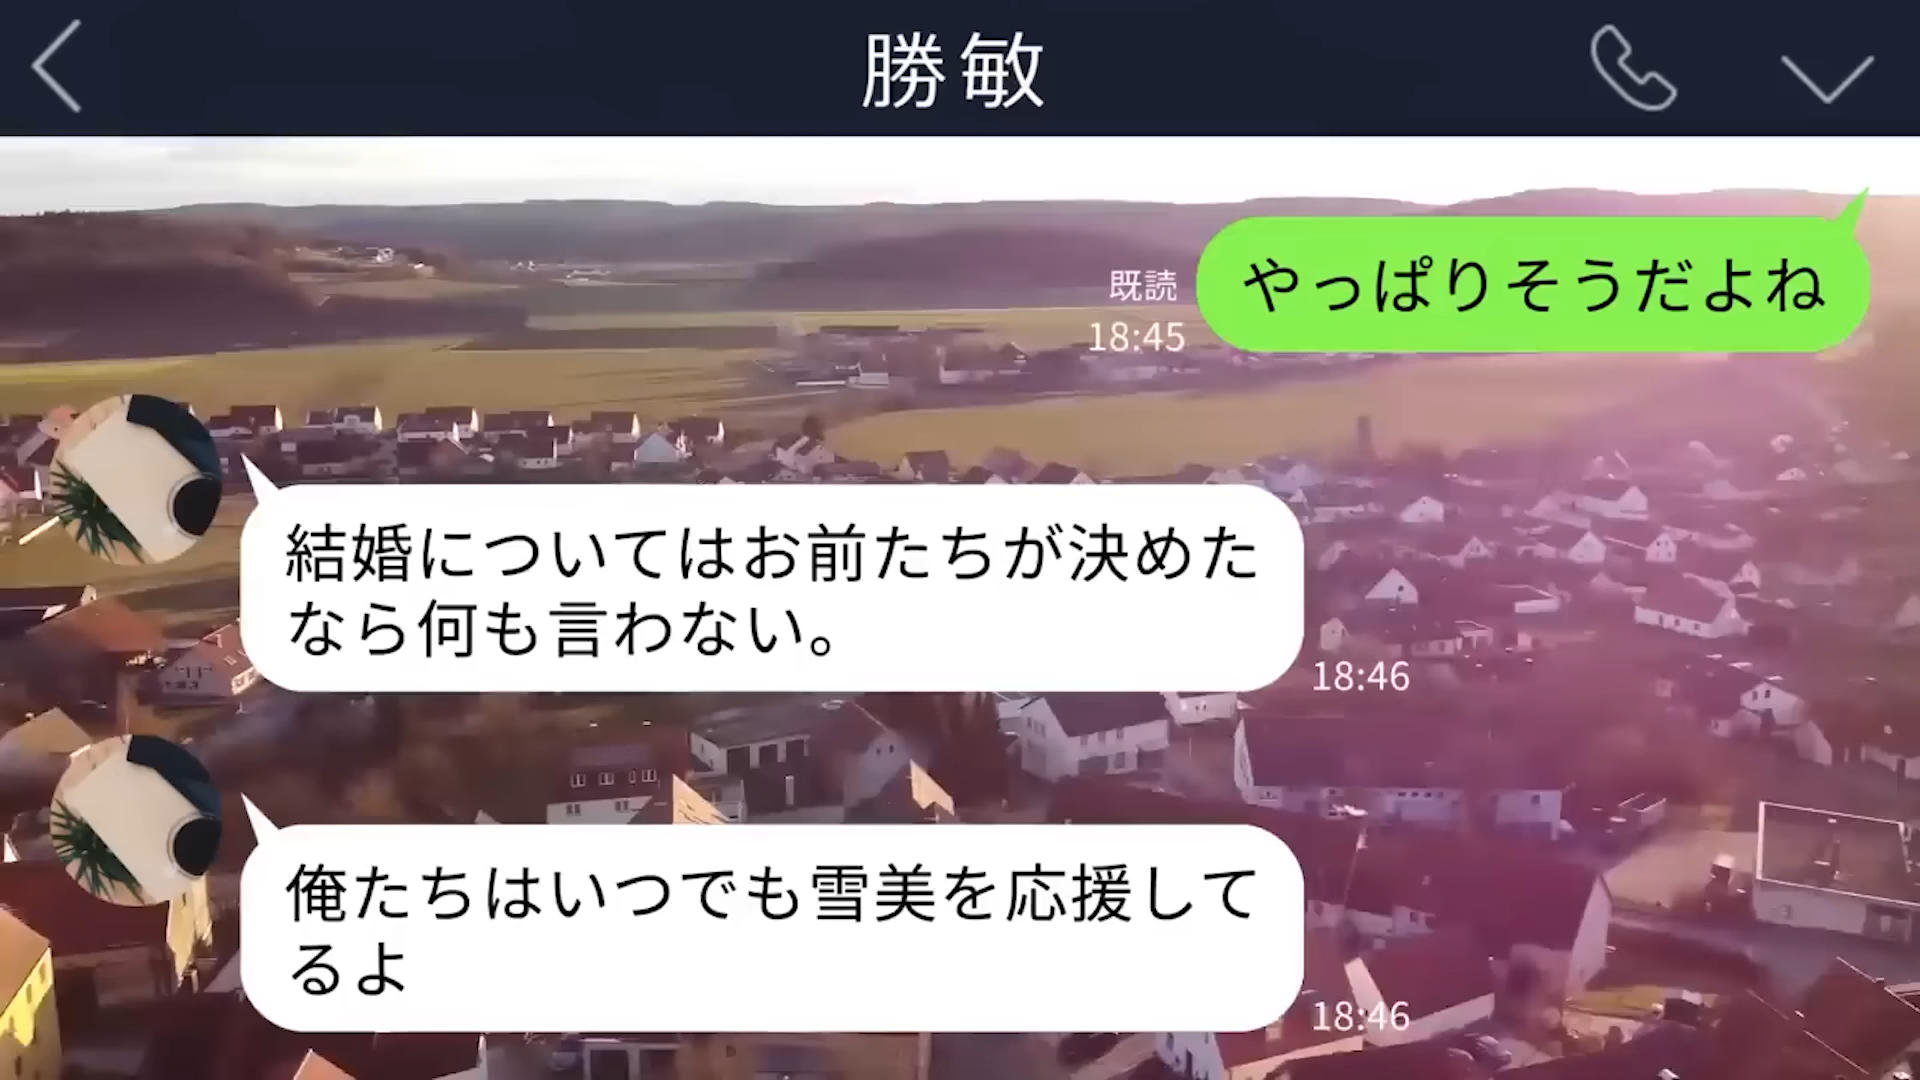 勝敏
やっぱりそうだよね
既読
18:45
結婚についてはお前たちが決めた
なら何も言わない。
18:46
俺たちはいつでも雪美を応援して
るよ
18:46